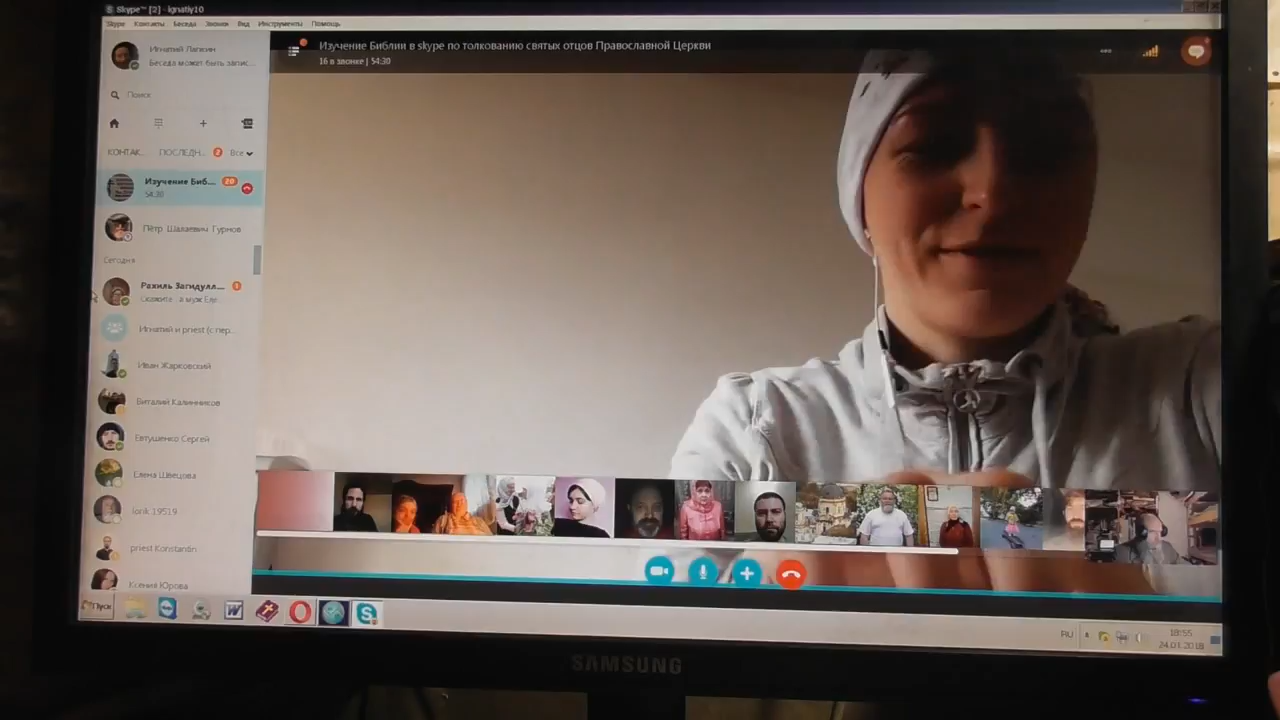 Skype™ [2] - ignatiy10
Skype Контакты Беседа Звонки Вид Инструменты Помощь
Игнатий Лапкин
Беседа может быть запис...
Изучение Библии в skype по толкованию святых отцов Православной Церкви
16 в звонке | 54:30
Поиск
КОНТАК... ПОСЛЕДН... 2 Все
Изучение Биб... 20
54:30
Пётр Шалаевич Гурнов
Сегодня
Рахиль Загидулл... 1
Скажите , а муж Еле...
Игнатий и priest (с пер...
Иван Жарковский
Виталий Калинников
Евтушенко Сергей
Елена Швецова
lorik 19519
priest Konstantin
Ксения Юрова
Пуск
RU
18:55
24.01.2018
SAMSUNG